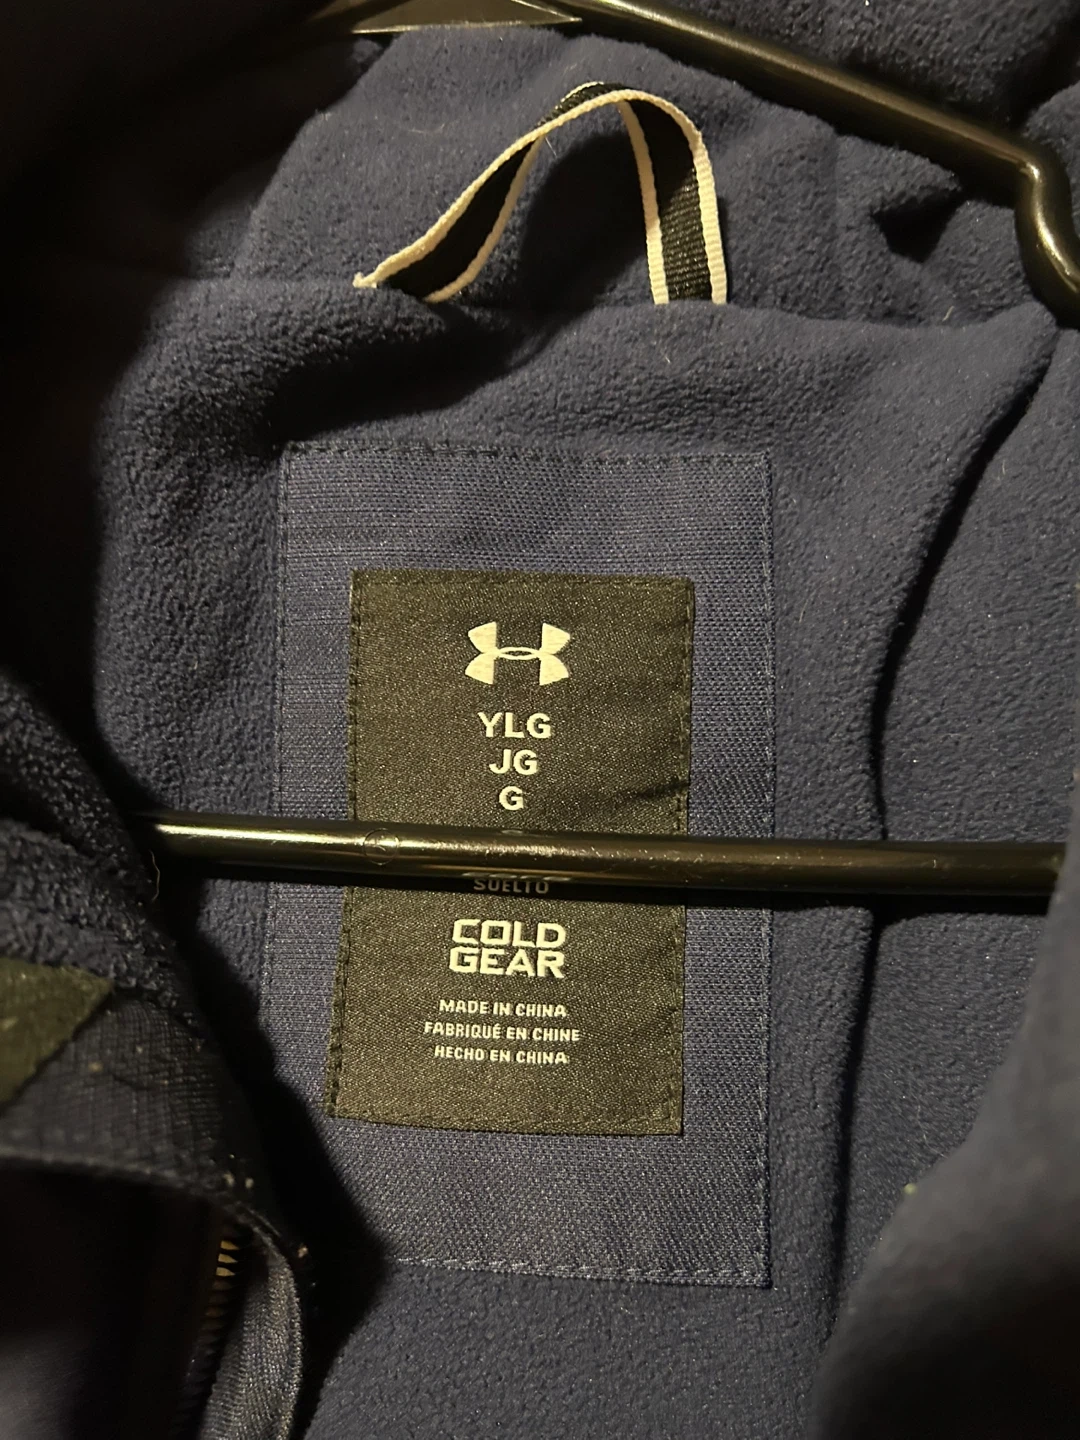 YLG
JG
G
SUELTO
COLD
GEAR
MADE IN CHINA
FABRIQUÉ EN CHINE
HECHO EN CHINA